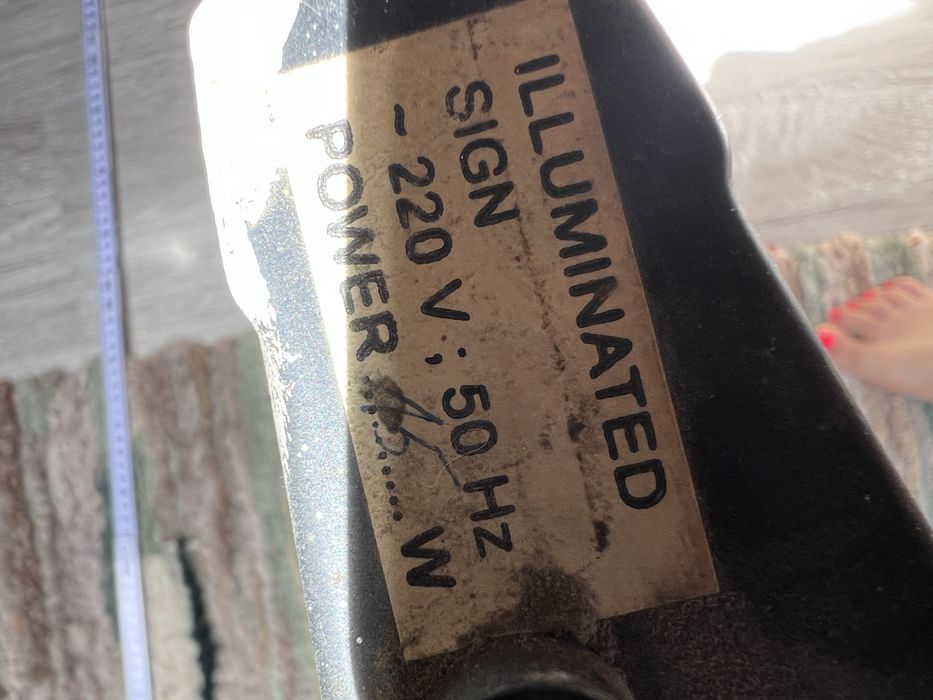 ILLUMINATED
SIGN
~ 220 V ; 50 Hz
POWER ............ W